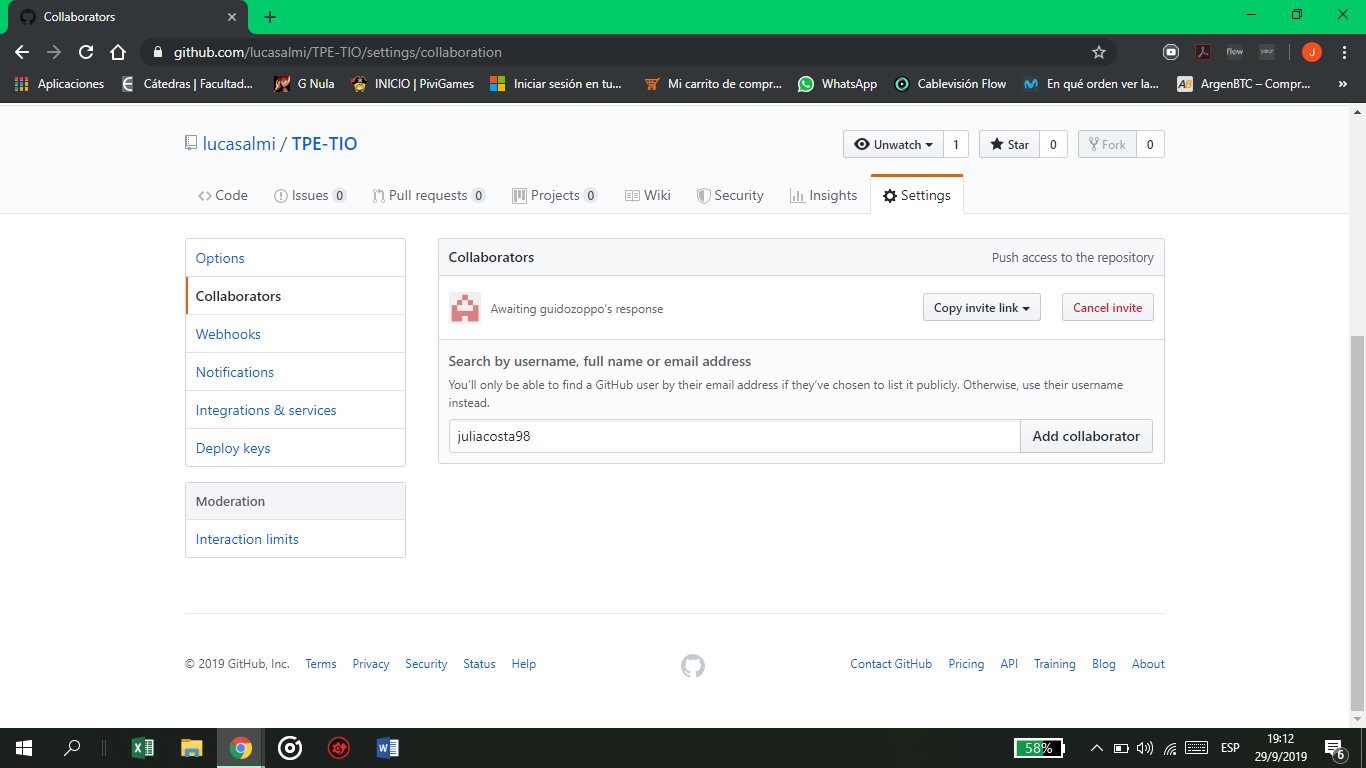 Collaborators
github.com/lucasalmi/TPE-TIO/settings/collaboration
J
Aplicaciones
Cátedras | Facultad...
G Nula
INICIO | PiviGames
Iniciar sesión en tu...
Mi carrito de compr...
WhatsApp
Cablevisión Flow
En qué orden ver la...
AB ArgenBTC – Compr...
»
lucasalmi / TPE-TIO
Unwatch 1
Star 0
Fork 0
Code
Issues 0
Pull requests 0
Projects 0
Wiki
Security
Insights
Settings
Options
Collaborators
Webhooks
Notifications
Integrations & services
Deploy keys
Moderation
Interaction limits
Collaborators
Push access to the repository
Awaiting guidozoppo’s response
Copy invite link
Cancel invite
Search by username, full name or email address
You’ll only be able to find a GitHub user by their email address if they’ve chosen to list it publicly. Otherwise, use their username
instead.
juliacosta98
Add collaborator
© 2019 GitHub, Inc.
Terms
Privacy
Security
Status
Help
Contact GitHub
Pricing
API
Training
Blog
About
58%
ESP
19:12
29/9/2019
6